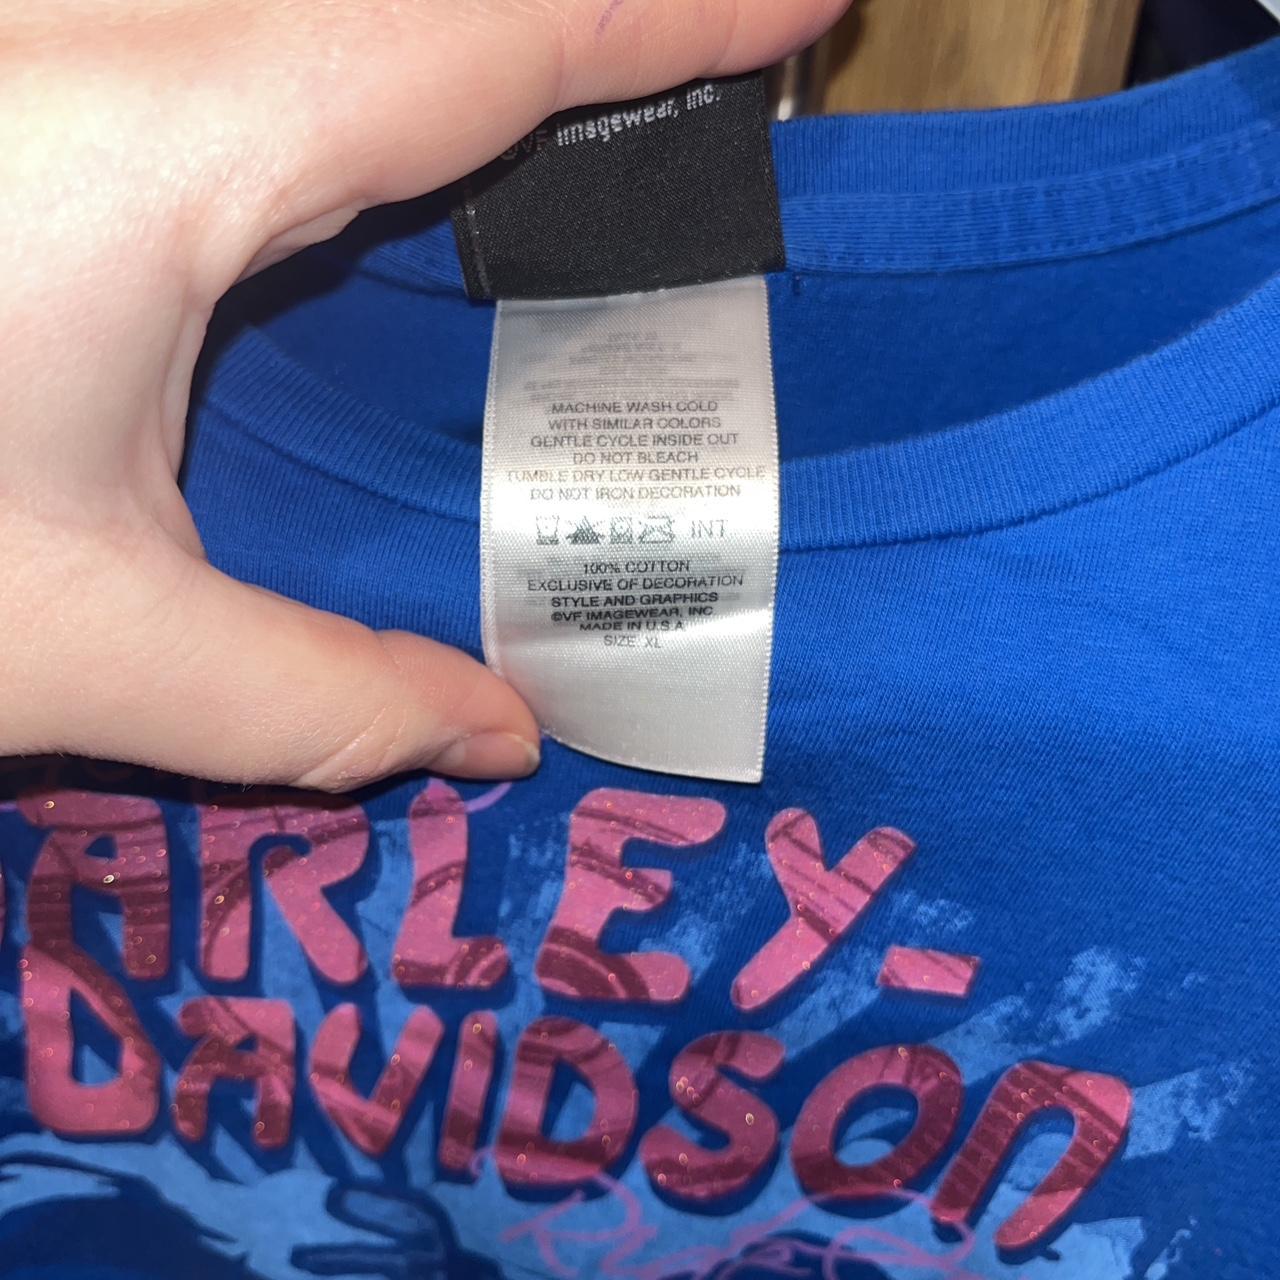 ©VF Imagewear, Inc.
MACHINE WASH COLD
WITH SIMILAR COLORS
GENTLE CYCLE INSIDE OUT
DO NOT BLEACH
TUMBLE DRY LOW GENTLE CYCLE
DO NOT IRON DECORATION
INT
100% COTTON
EXCLUSIVE OF DECORATION
STYLE AND GRAPHICS
©VF IMAGEWEAR, INC
MADE IN U.S.A
SIZE: XL
HARLEY-
DAVIDSON